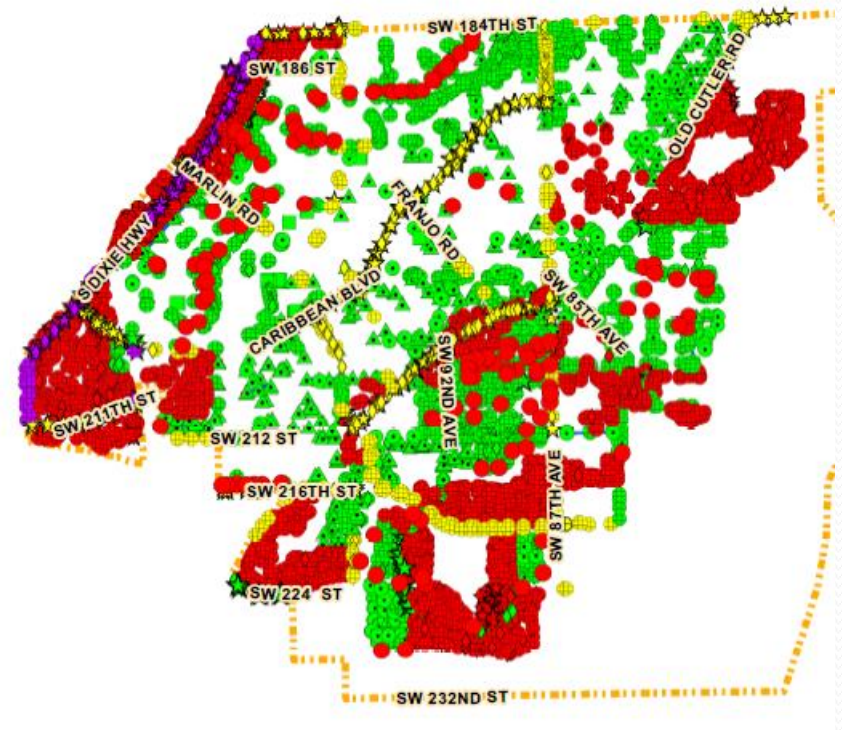 SW 184TH ST
SW 186 ST
OLD CUTLER RD
MARLIN RD
FRANJO RD
S DIXIE HWY
CARIBBEAN BLVD
SW 85TH AVE
SW 92ND AVE
SW 211TH ST
SW 212 ST
SW 216TH ST
SW 87TH AVE
SW 224 ST
SW 232ND ST